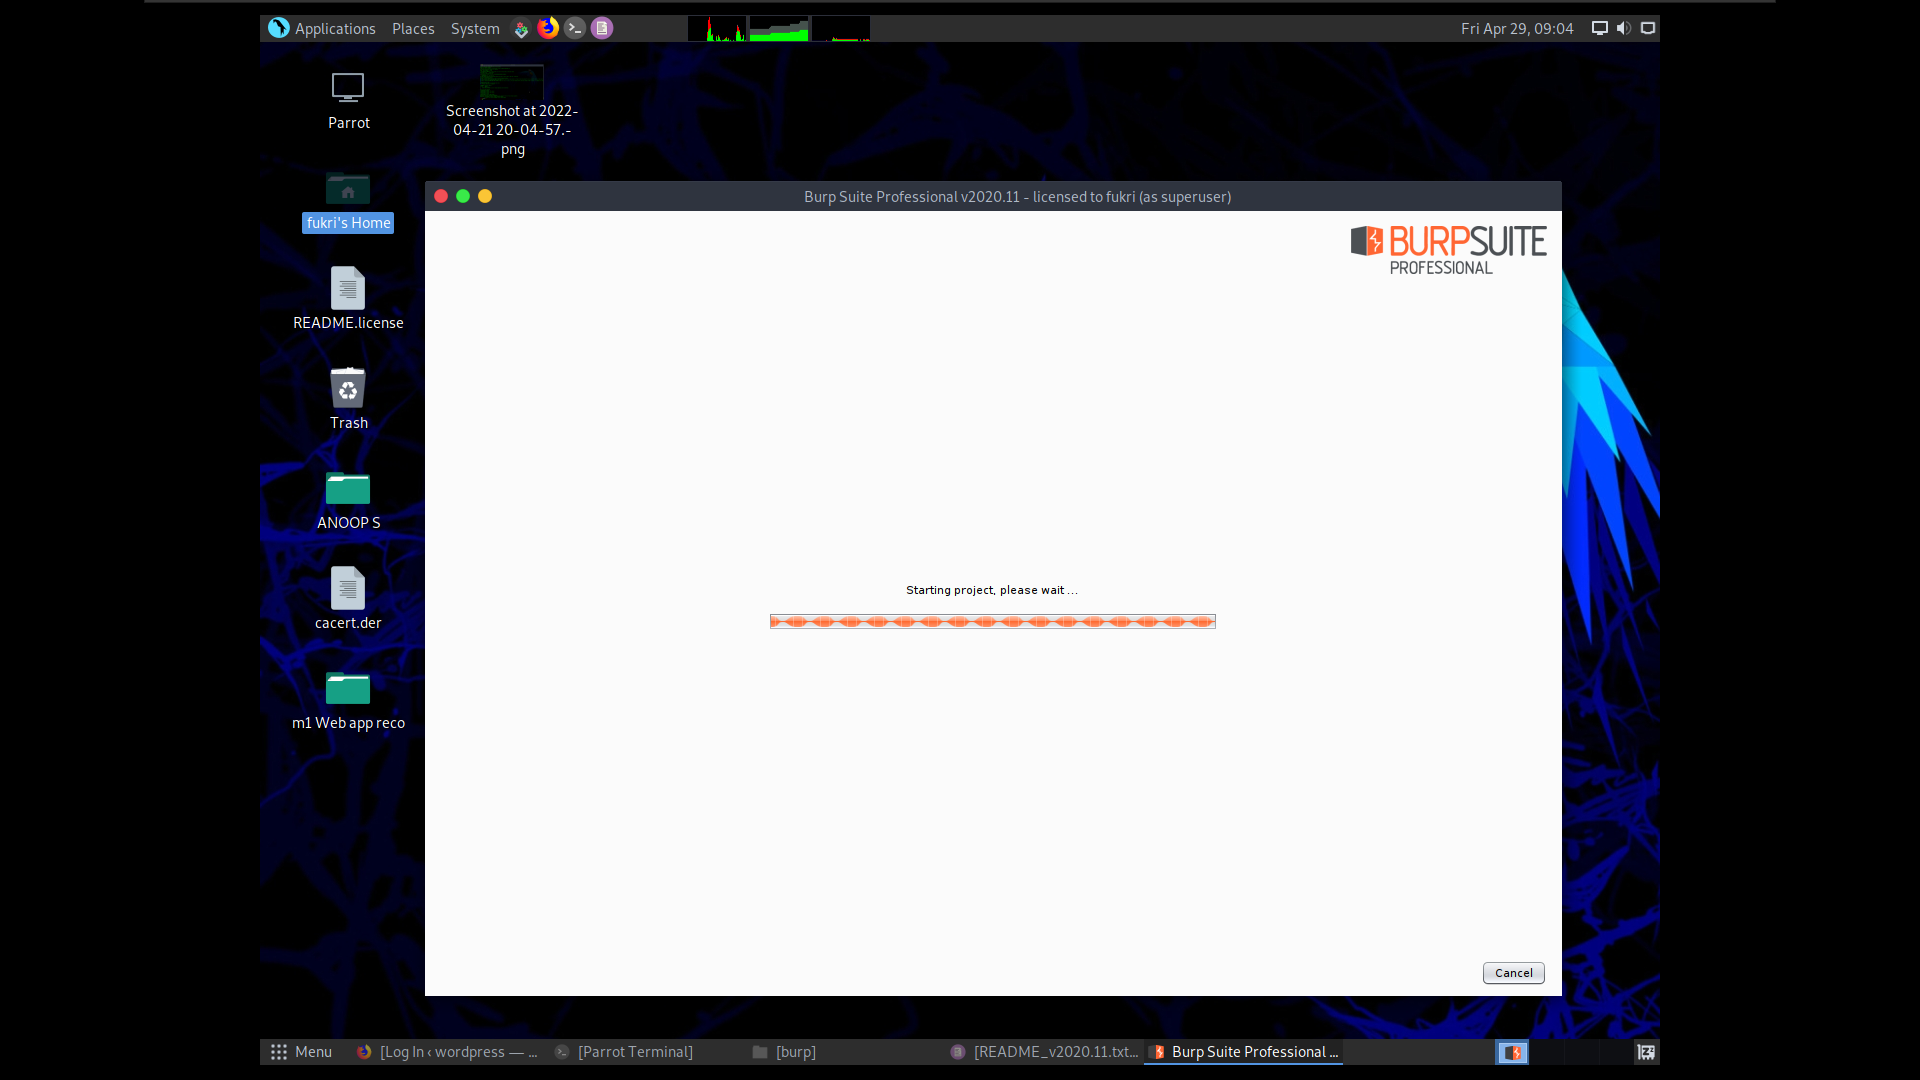 Applications Places System
Fri Apr 29, 09:04
Parrot
Screenshot at 2022-
04-21 20-04-57.-
png
fukri's Home
README.license
Trash
ANOOP S
cacert.der
m1 Web app reco
Burp Suite Professional v2020.11 - licensed to fukri (as superuser)
BURPSUITE
PROFESSIONAL
Starting project, please wait ...
Cancel
Menu
[Log In ‹ wordpress — ...
[Parrot Terminal]
[burp]
[README_v2020.11.txt...
Burp Suite Professional ...